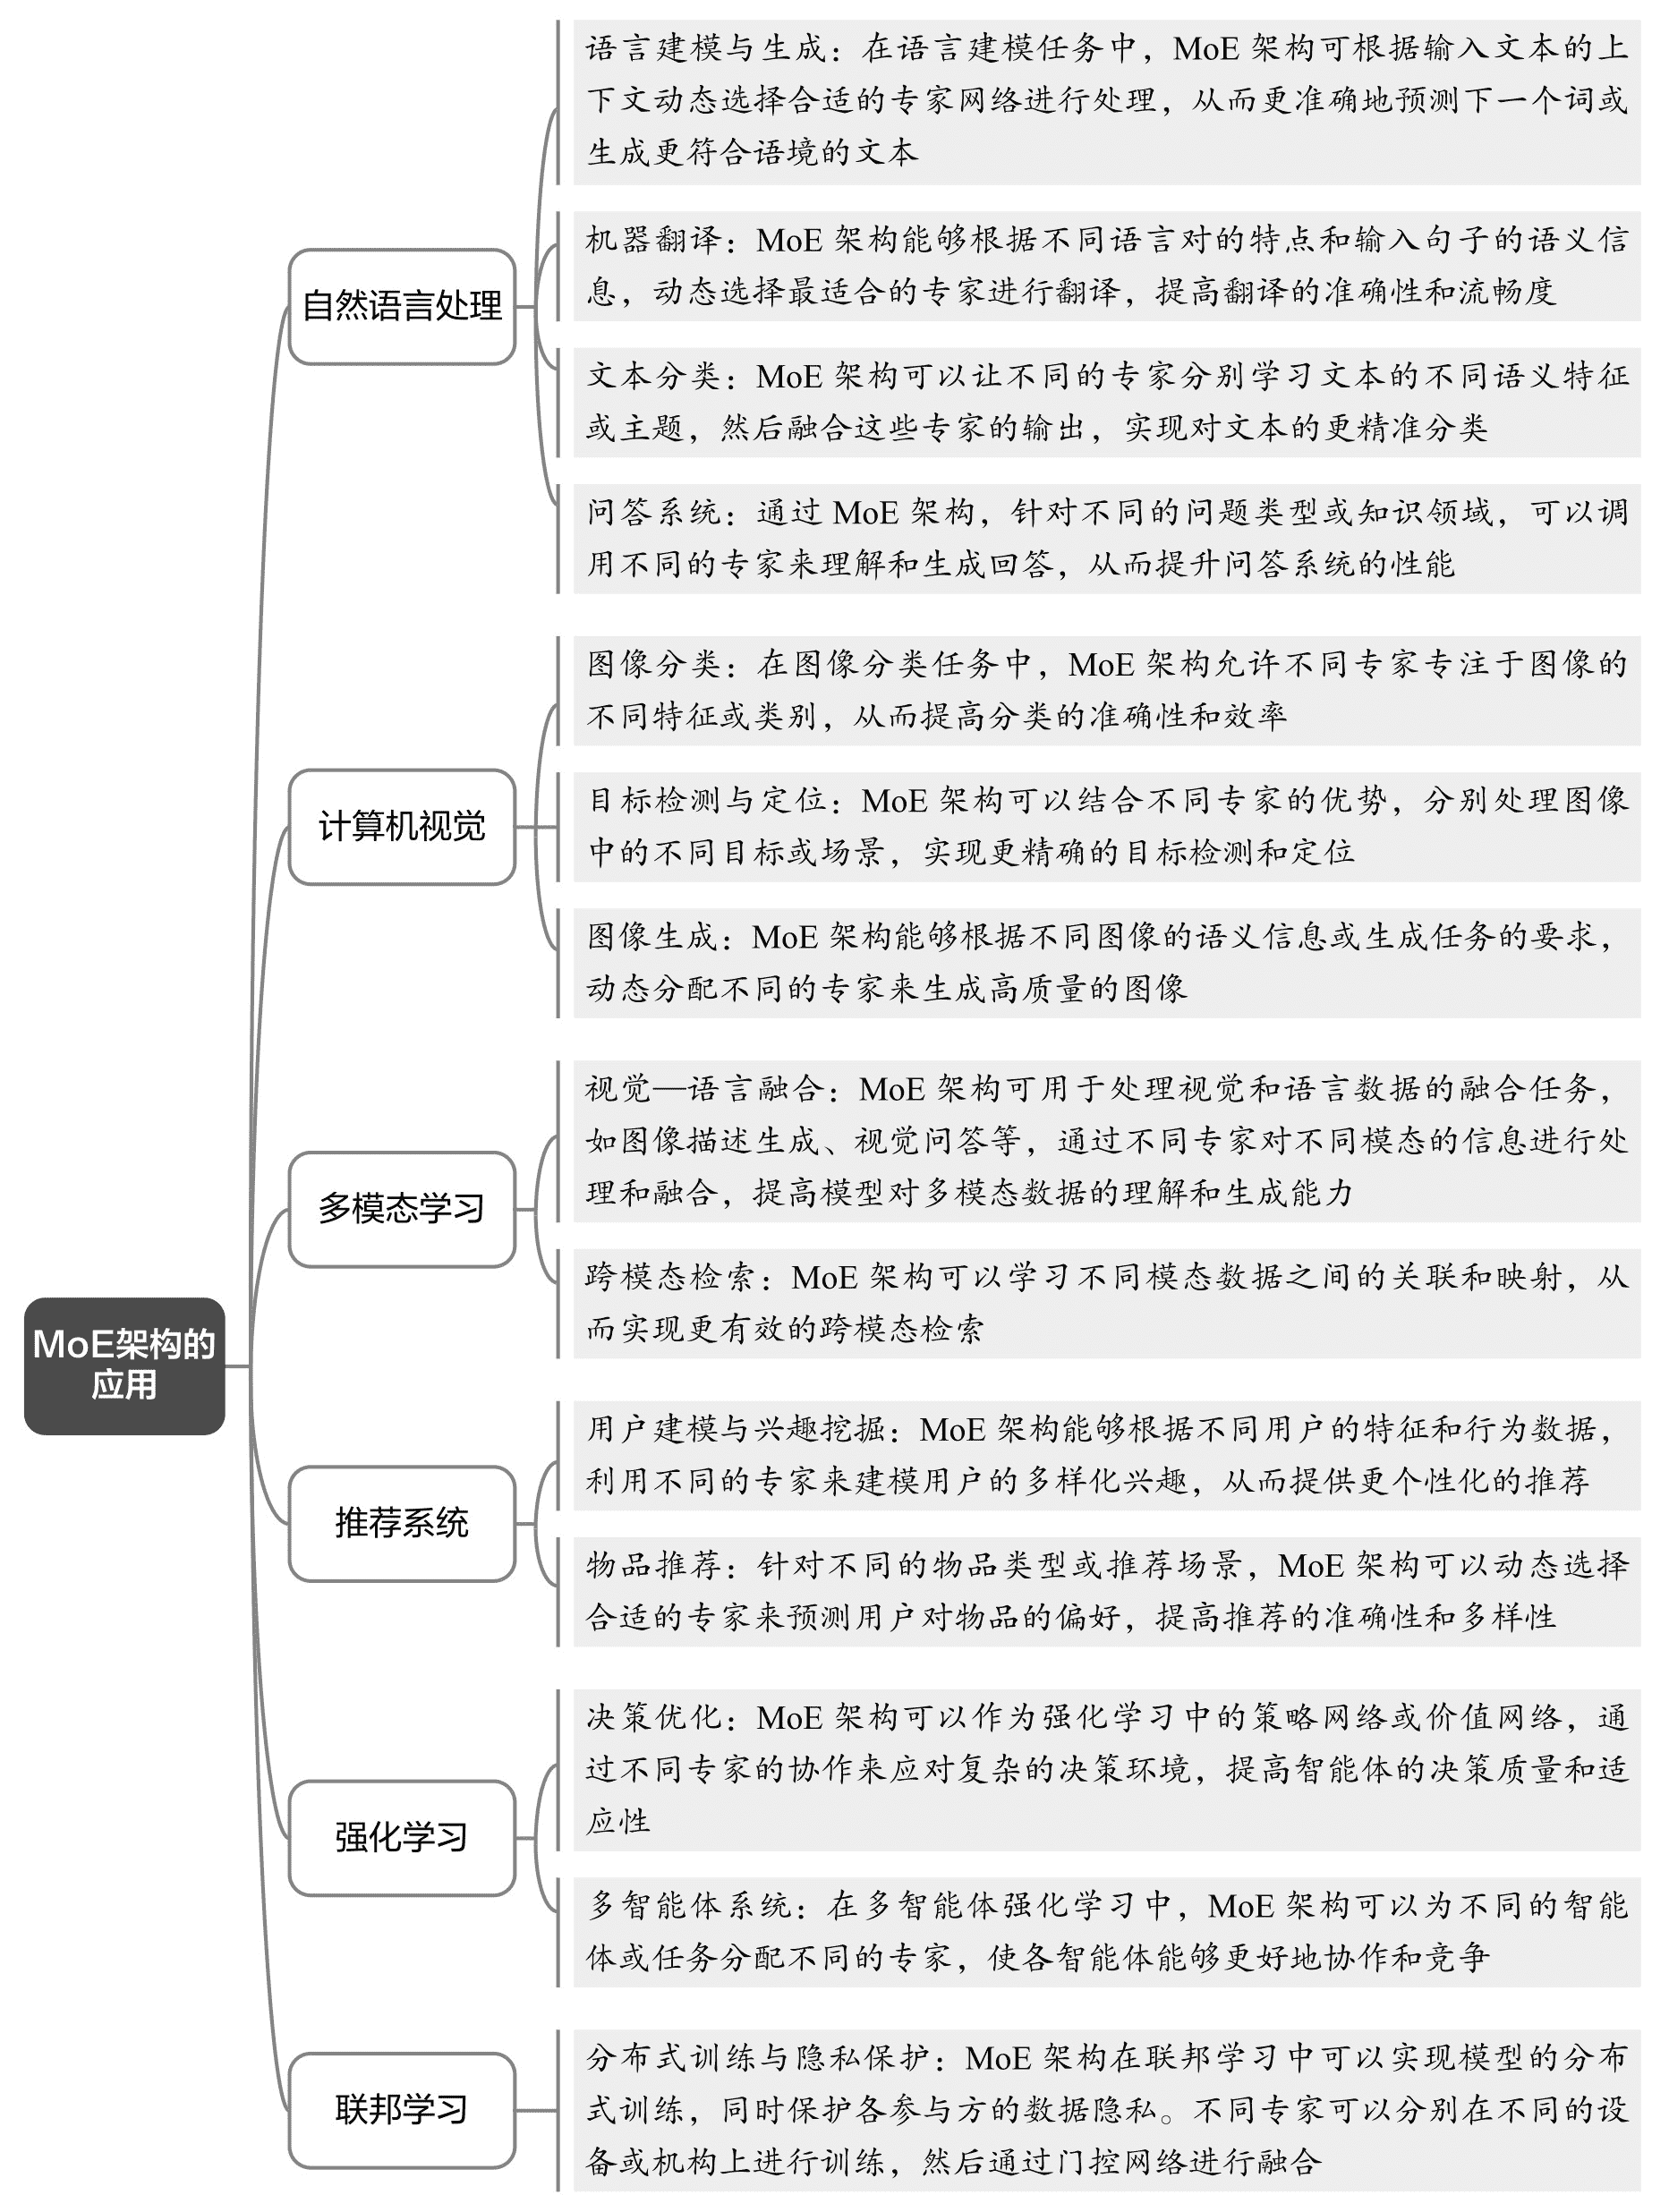 MoE架构的
应用
自然语言处理
语言建模与生成：在语言建模任务中，MoE 架构可根据输入文本的上
下文动态选择合适的专家网络进行处理，从而更准确地预测下一个词或
生成更符合语境的文本
机器翻译：MoE 架构能够根据不同语言对的特点和输入句子的语义信
息，动态选择最适合的专家进行翻译，提高翻译的准确性和流畅度
文本分类：MoE 架构可以让不同的专家分别学习文本的不同语义特征
或主题，然后融合这些专家的输出，实现对文本的更精准分类
问答系统：通过 MoE 架构，针对不同的问题类型或知识领域，可以调
用不同的专家来理解和生成回答，从而提升问答系统的性能
计算机视觉
图像分类：在图像分类任务中，MoE 架构允许不同专家专注于图像的
不同特征或类别，从而提高分类的准确性和效率
目标检测与定位：MoE 架构可以结合不同专家的优势，分别处理图像
中的不同目标或场景，实现更精确的目标检测和定位
图像生成：MoE 架构能够根据不同图像的语义信息或生成任务的要求，
动态分配不同的专家来生成高质量的图像
多模态学习
视觉—语言融合：MoE 架构可用于处理视觉和语言数据的融合任务，
如图像描述生成、视觉问答等，通过不同专家对不同模态的信息进行处
理和融合，提高模型对多模态数据的理解和生成能力
跨模态检索：MoE 架构可以学习不同模态数据之间的关联和映射，从
而实现更有效的跨模态检索
推荐系统
用户建模与兴趣挖掘：MoE 架构能够根据不同用户的特征和行为数据，
利用不同的专家来建模用户的多样化兴趣，从而提供更个性化的推荐
物品推荐：针对不同的物品类型或推荐场景，MoE 架构可以动态选择
合适的专家来预测用户对物品的偏好，提高推荐的准确性和多样性
强化学习
决策优化：MoE 架构可以作为强化学习中的策略网络或价值网络，通
过不同专家的协作来应对复杂的决策环境，提高智能体的决策质量和适
应性
多智能体系统：在多智能体强化学习中，MoE 架构可以为不同的智能
体或任务分配不同的专家，使各智能体能够更好地协作和竞争
联邦学习
分布式训练与隐私保护：MoE 架构在联邦学习中可以实现模型的分布
式训练，同时保护各参与方的数据隐私。不同专家可以分别在不同的设
备或机构上进行训练，然后通过门控网络进行融合